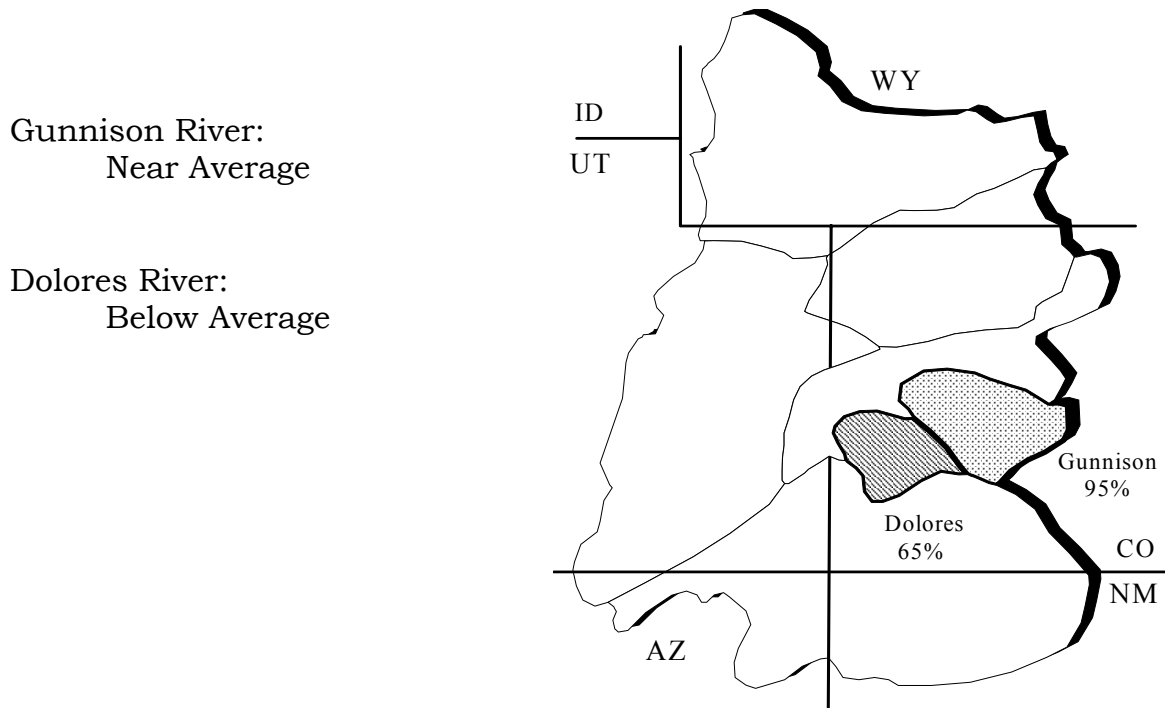 Gunnison River:
Near Average
Dolores River:
Below Average
WY
ID
UT
Gunnison
95%
Dolores
65%
CO
NM
AZ